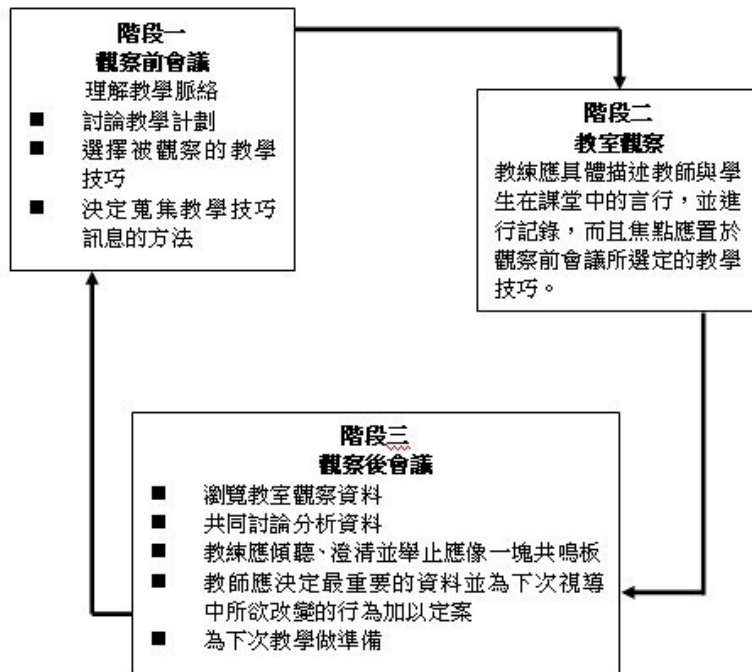 階段一
觀察前會議
理解教學脈絡
■ 討論教學計劃
■ 選擇被觀察的教學
技巧
■ 決定蒐集教學技巧
訊息的方法
階段二
教室觀察
教練應具體描述教師與學
生在課堂中的言行，並進
行記錄，而且焦點應置於
觀察前會議所選定的教學
技巧。
階段三
觀察後會議
■ 瀏覽教室觀察資料
■ 共同討論分析資料
■ 教練應傾聽、澄清並舉止應像一塊共鳴板
■ 教師應決定最重要的資料並為下次視導
中所欲改變的行為加以定案
■ 為下次教學做準備